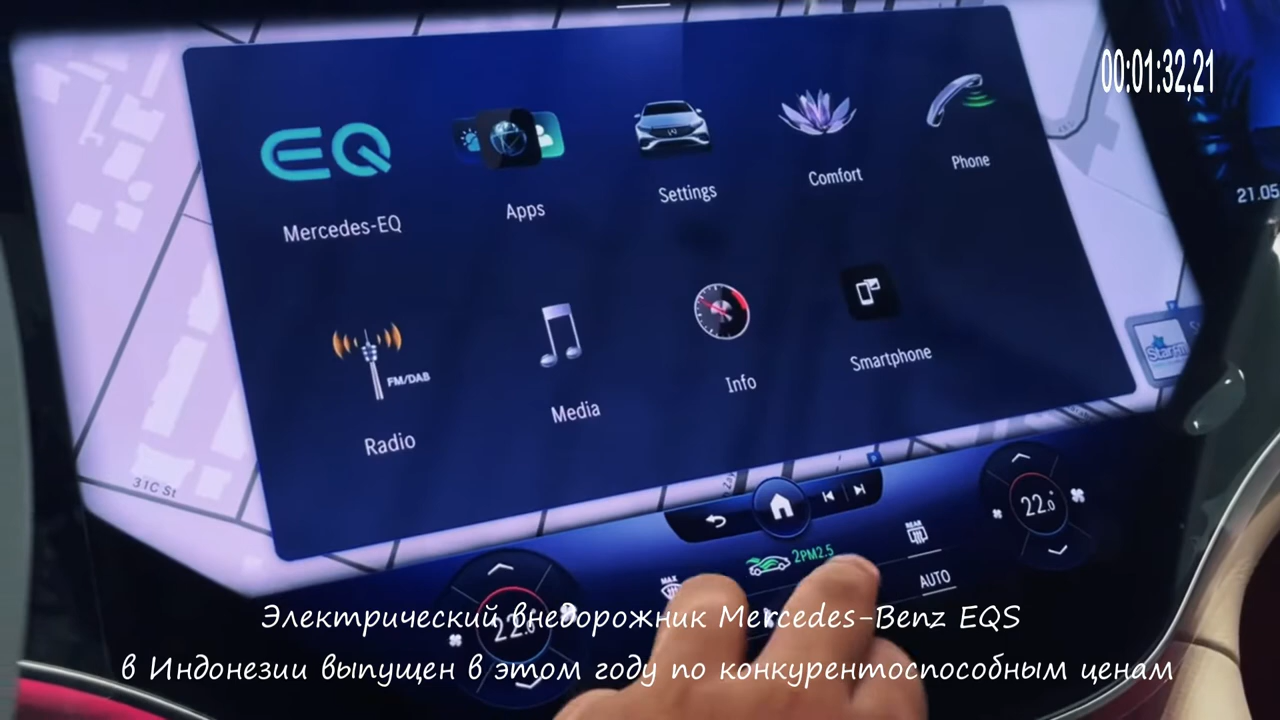 00:01:32,21
EQ
Mercedes-EQ
Apps
Settings
Comfort
Phone
21.05
FM/DAB
Radio
Media
Info
Smartphone
31C St
22.0
REAR
2PM2.5
MAX
AUTO
22.0
Электрический внедорожник Mercedes-Benz EQS
в Индонезии выпущен в этом году по конкурентоспособным ценам